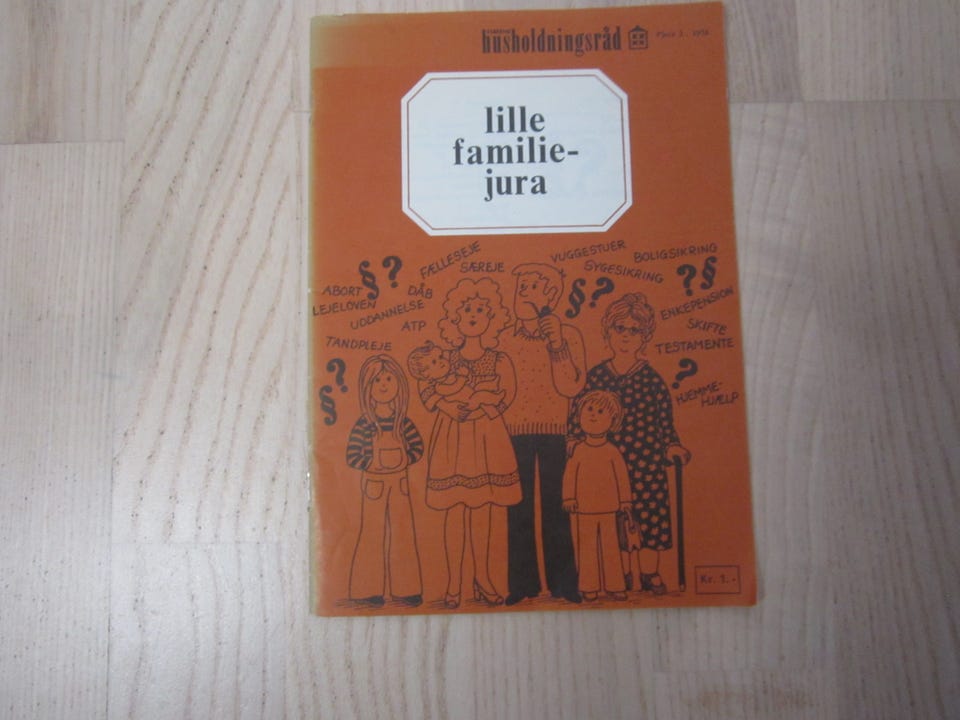 husholdningsråd
lille
familie-
jura
FÆLLESEJE
SÆREJE
VUGGESTUER
BOLIGSIKRING
SYGESIKRING
§?
ABORT
DÅB
LEJELOVEN
UDDANNELSE
ATP
TANDPLEJE
§?
?§
ENKEPENSION
SKIFTE
TESTAMENTE
§?
?
HJEMME-
HJÆLP
Kr. 1.-